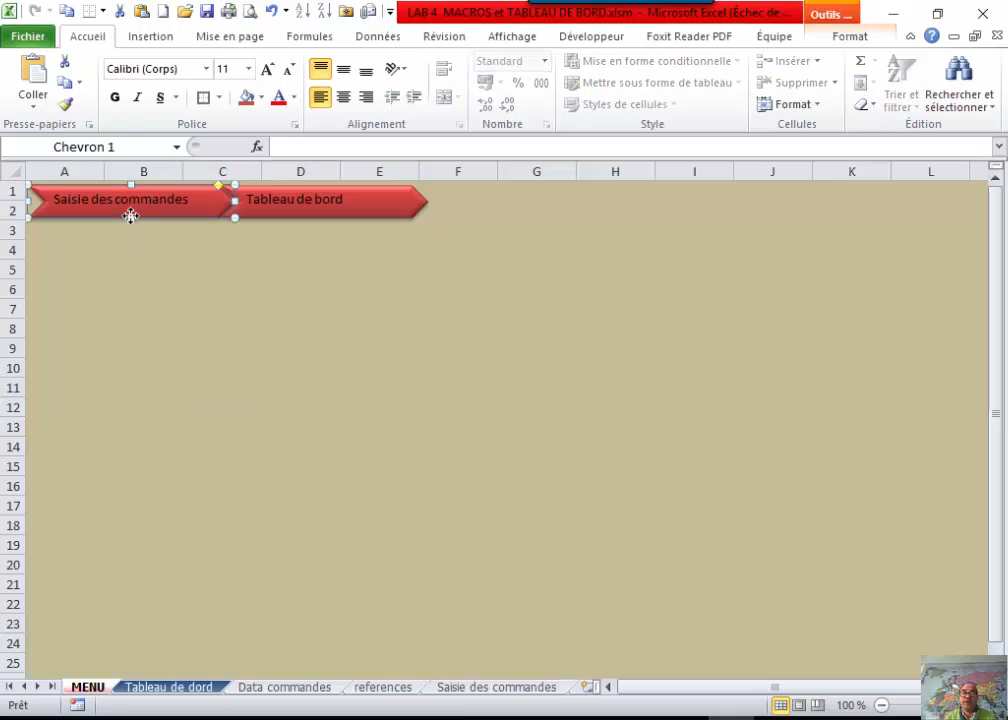 LAB 4 MACROS et TABLEAU DE BORD.xlsm - Microsoft Excel (Échec de ...
Outils ...
Fichier Accueil Insertion Mise en page Formules Données Révision Affichage Développeur Foxit Reader PDF Équipe Format
Coller
Presse-papiers
Calibri (Corps) 11
G I S
Police
Alignement
Standard
% 000
Nombre
Mise en forme conditionnelle
Mettre sous forme de tableau
Styles de cellules
Style
Insérer
Supprimer
Format
Cellules
Trier et filtrer
Rechercher et sélectionner
Édition
Chevron 1 fx
A B C D E F G H I J K L
1
Saisie des commandes Tableau de bord
2
3
4
5
6
7
8
9
10
11
12
13
14
15
16
17
18
19
20
21
22
23
24
25
MENU Tableau de dord Data commandes references Saisie des commandes
Prêt 100 %